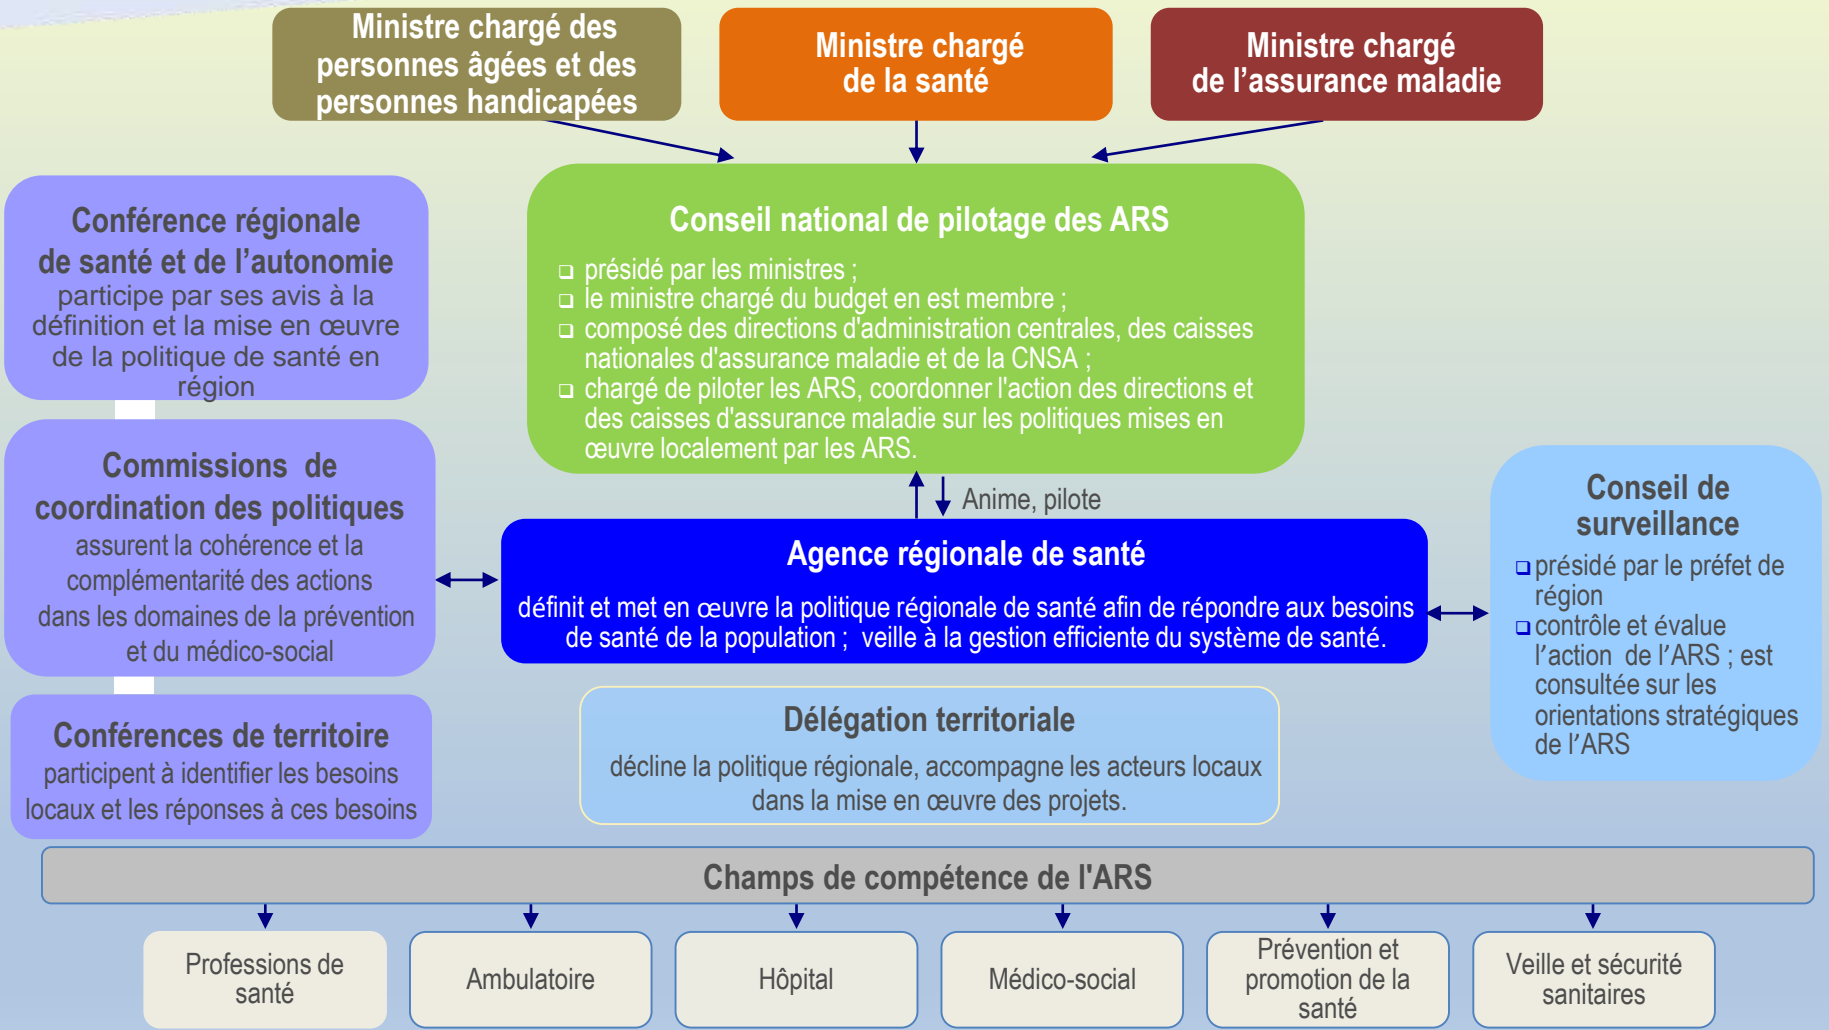 Ministre chargé des
personnes âgées et des
personnes handicapées
Ministre chargé
de la santé
Ministre chargé
de l’assurance maladie
Conférence régionale
de santé et de l’autonomie
participe par ses avis à la
définition et la mise en œuvre
de la politique de santé en
région
Conseil national de pilotage des ARS
❑ présidé par les ministres ;
❑ le ministre chargé du budget en est membre ;
❑ composé des directions d'administration centrales, des caisses
nationales d'assurance maladie et de la CNSA ;
❑ chargé de piloter les ARS, coordonner l'action des directions et
des caisses d'assurance maladie sur les politiques mises en
œuvre localement par les ARS.
Commissions de
coordination des politiques
assurent la cohérence et la
complémentarité des actions
dans les domaines de la prévention
et du médico-social
Anime, pilote
Agence régionale de santé
définit et met en œuvre la politique régionale de santé afin de répondre aux besoins
de santé de la population ; veille à la gestion efficiente du système de santé.
Conseil de
surveillance
❑ présidé par le préfet de
région
❑ contrôle et évalue
l’action de l’ARS ; est
consultée sur les
orientations stratégiques
de l’ARS
Conférences de territoire
participent à identifier les besoins
locaux et les réponses à ces besoins
Délégation territoriale
décline la politique régionale, accompagne les acteurs locaux
dans la mise en œuvre des projets.
Champs de compétence de l'ARS
Professions de
santé
Ambulatoire
Hôpital
Médico-social
Prévention et
promotion de la
santé
Veille et sécurité
sanitaires